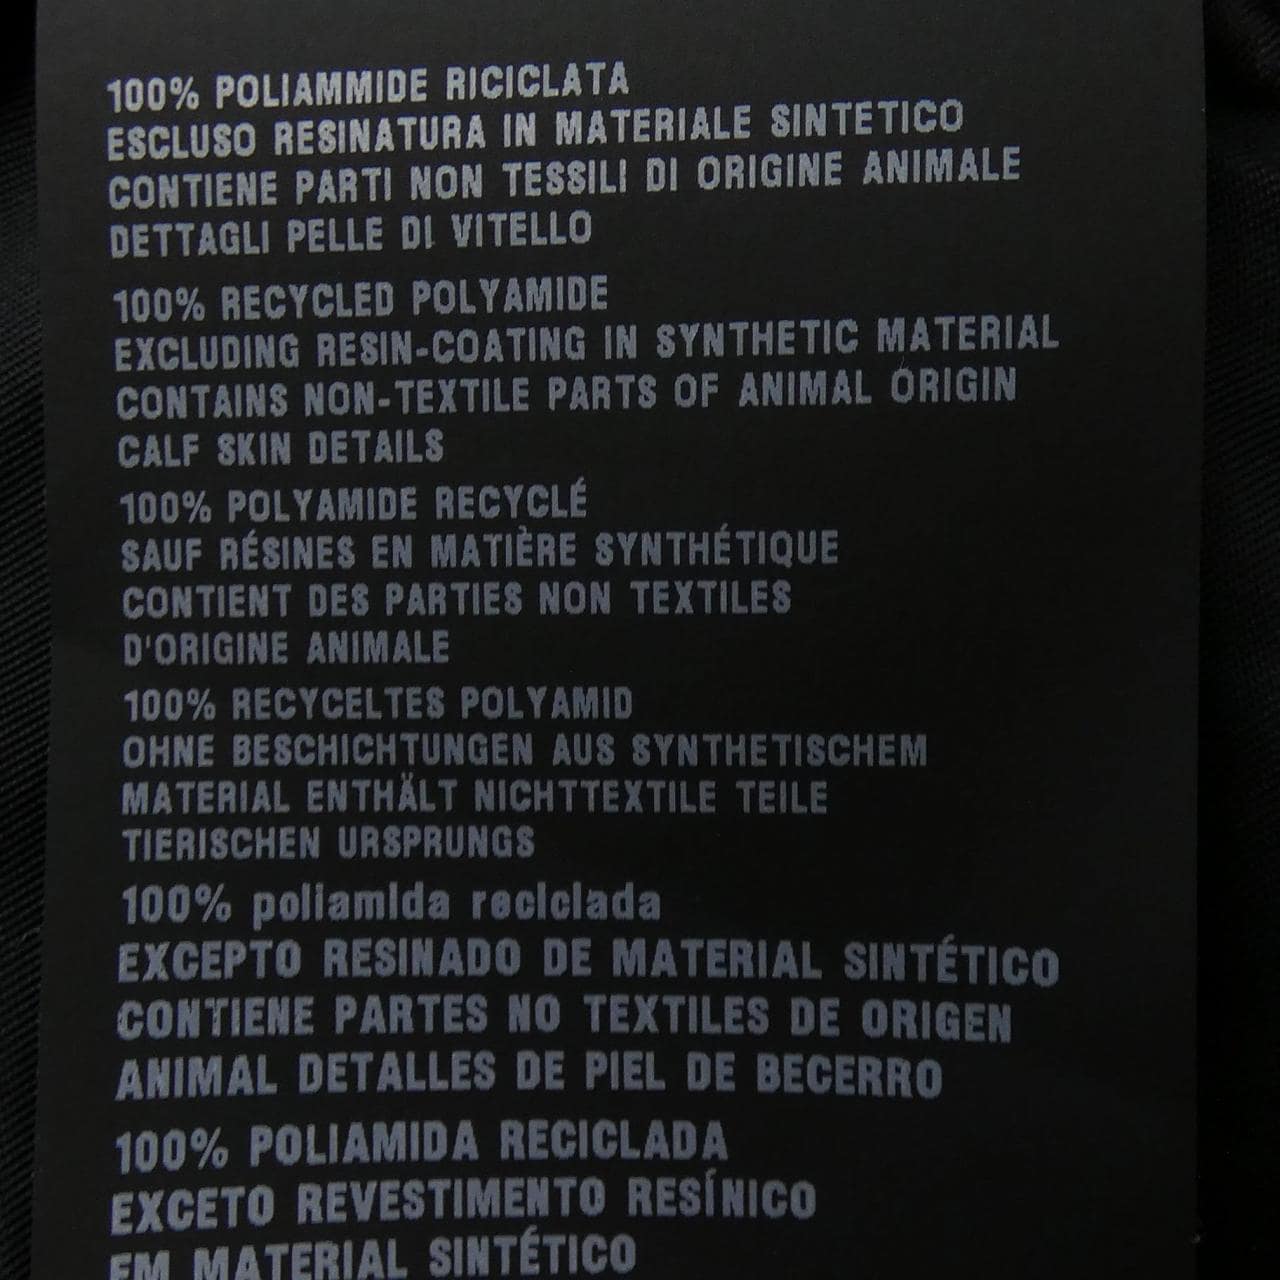 100% POLIAMMIDE RICICLATA
ESCLUSO RESINATURA IN MATERIALE SINTETICO
CONTIENE PARTI NON TESSILI DI ORIGINE ANIMALE
DETTAGLI PELLE DI VITELLO
100% RECYCLED POLYAMIDE
EXCLUDING RESIN-COATING IN SYNTHETIC MATERIAL
CONTAINS NON-TEXTILE PARTS OF ANIMAL ORIGIN
CALF SKIN DETAILS
100% POLYAMIDE RECYCLÉ
SAUF RÉSINES EN MATIÈRE SYNTHÉTIQUE
CONTIENT DES PARTIES NON TEXTILES
D'ORIGINE ANIMALE
100% RECYCELTES POLYAMID
OHNE BESCHICHTUNGEN AUS SYNTHETISCHEM
MATERIAL ENTHÄLT NICHTTEXTILE TEILE
TIERISCHEN URSPRUNGS
100% poliamida reciclada
EXCEPTO RESINADO DE MATERIAL SINTÉTICO
CONTIENE PARTES NO TEXTILES DE ORIGEN
ANIMAL DETALLES DE PIEL DE BECERRO
100% POLIAMIDA RECICLADA
EXCETO REVESTIMENTO RESÍNICO
EM MATERIAL SINTÉTICO